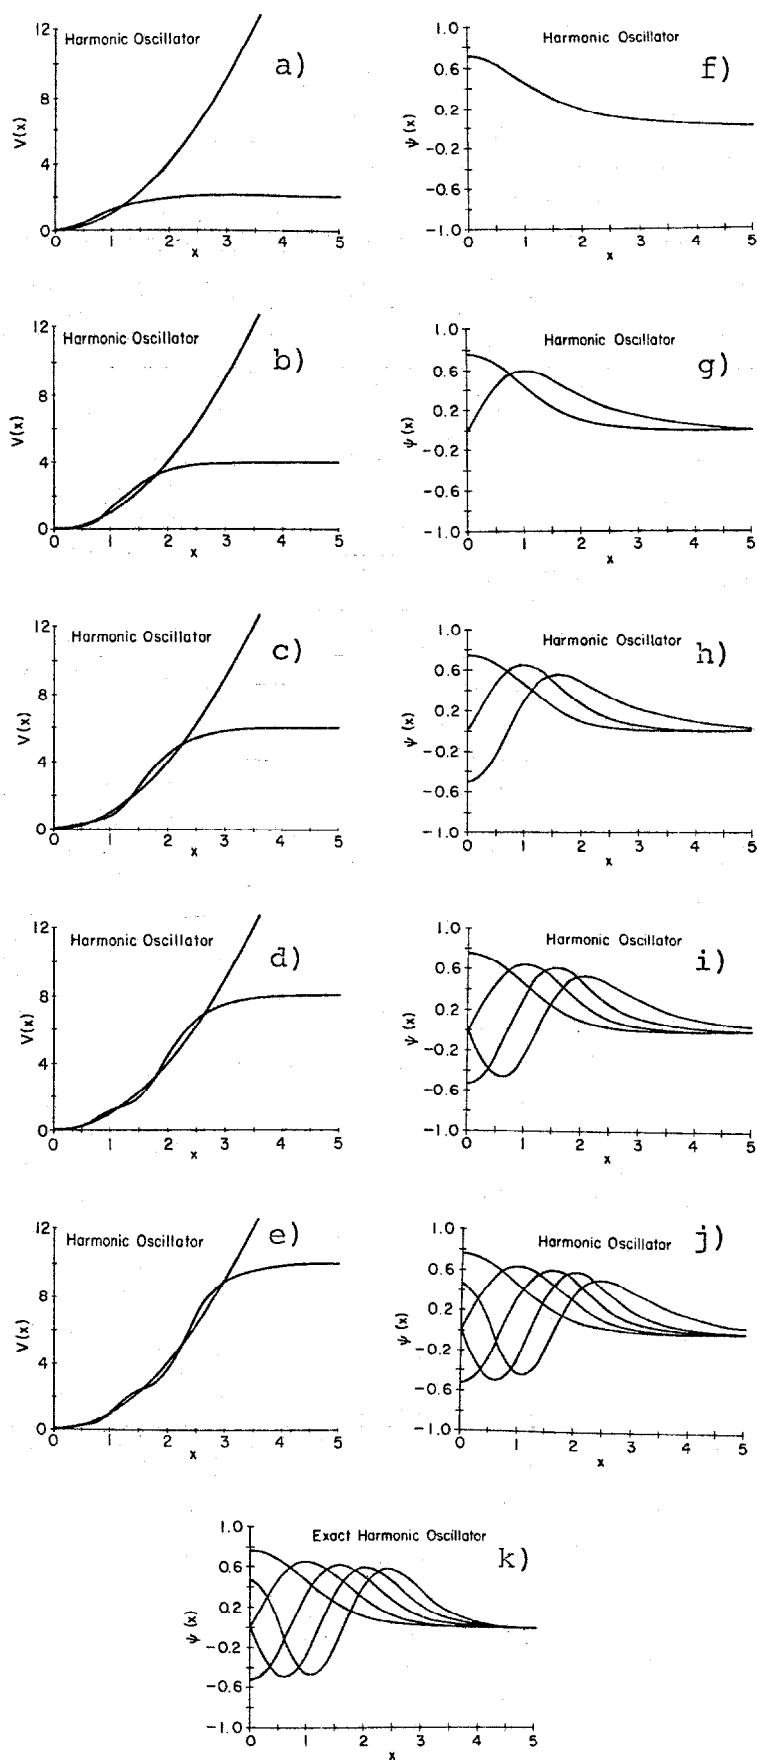 12
Harmonic Oscillator
a)
8
V(x)
4
0
0 1 2 3 4 5
x
1.0
Harmonic Oscillator
f)
0.6
0.2
ψ(x)
-0.2
-0.6
-1.0
0 1 2 3 4 5
x
12
Harmonic Oscillator
b)
8
V(x)
4
0
0 1 2 3 4 5
x
1.0
Harmonic Oscillator
g)
0.6
0.2
ψ(x)
-0.2
-0.6
-1.0
0 1 2 3 4 5
x
12
Harmonic Oscillator
c)
8
V(x)
4
0
0 1 2 3 4 5
x
1.0
Harmonic Oscillator
h)
0.6
0.2
ψ(x)
-0.2
-0.6
-1.0
0 1 2 3 4 5
x
12
Harmonic Oscillator
d)
8
V(x)
4
0
0 1 2 3 4 5
x
1.0
Harmonic Oscillator
i)
0.6
0.2
ψ(x)
-0.2
-0.6
-1.0
0 1 2 3 4 5
x
12
Harmonic Oscillator
e)
8
V(x)
4
0
0 1 2 3 4 5
x
1.0
Harmonic Oscillator
j)
0.6
0.2
ψ(x)
-0.2
-0.6
-1.0
0 1 2 3 4 5
x
1.0
Exact Harmonic Oscillator
k)
0.6
0.2
ψ(x)
-0.2
-0.6
-1.0
0 1 2 3 4 5
x